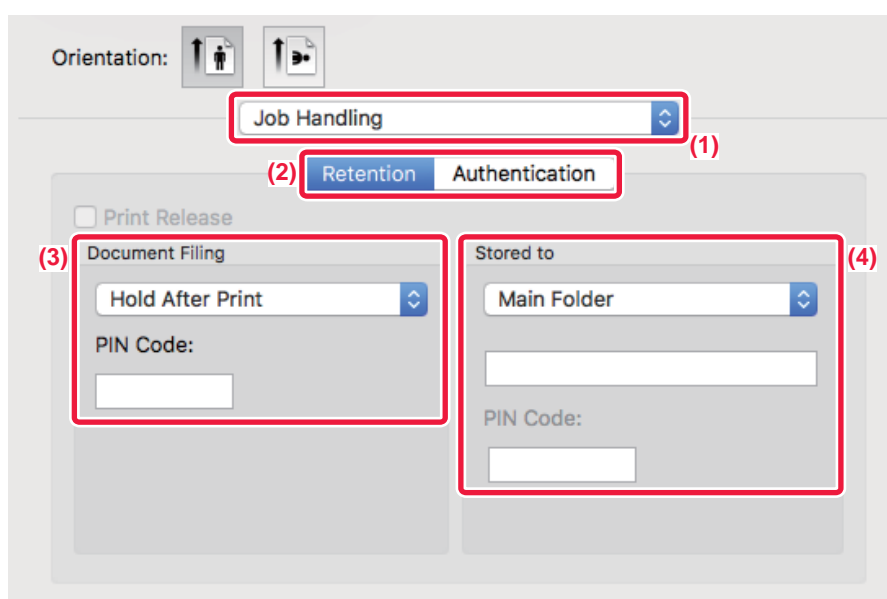 Orientation:
Job Handling
(1)
(2) Retention Authentication
Print Release
(3) Document Filing
Hold After Print
PIN Code:
Stored to (4)
Main Folder
PIN Code: